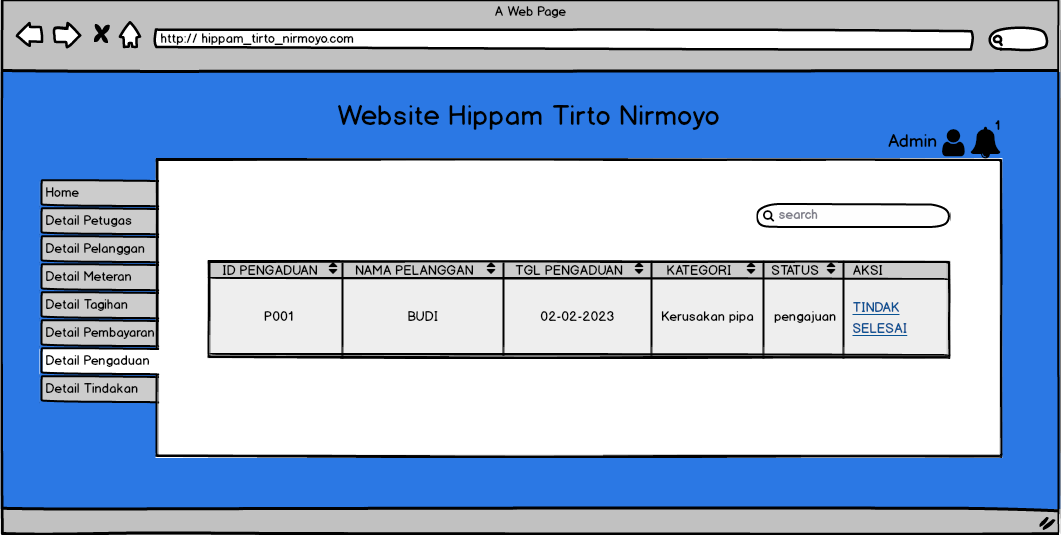 A Web Page
http:// hippam_tirto_nirmoyo.com
Website Hippam Tirto Nirmoyo
1
Admin
Home
Detail Petugas
Detail Pelanggan
Detail Meteran
Detail Tagihan
Detail Pembayaran
Detail Pengaduan
Detail Tindakan
search
ID PENGADUAN NAMA PELANGGAN TGL PENGADUAN KATEGORI STATUS AKSI
P001 BUDI 02-02-2023 Kerusakan pipa pengajuan TINDAK
SELESAI